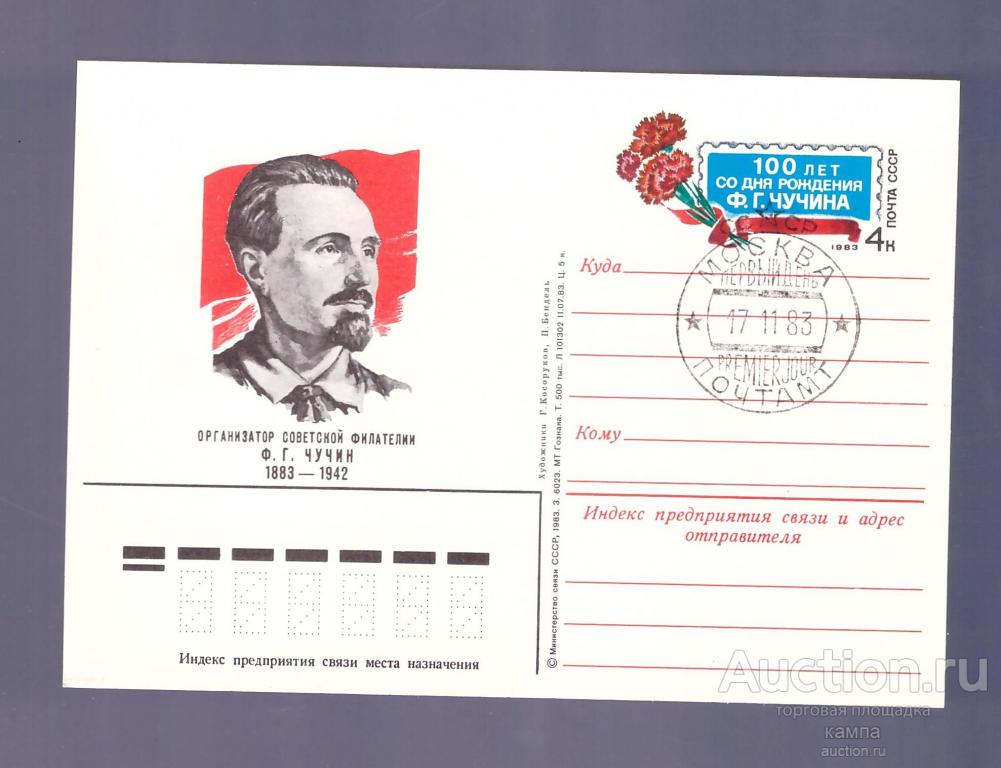 ОРГАНИЗАТОР СОВЕТСКОЙ ФИЛАТЕЛИИ
Ф. Г. ЧУЧИН
1883 — 1942
Индекс предприятия связи места назначения
100 ЛЕТ
СО ДНЯ РОЖДЕНИЯ
Ф. Г. ЧУЧИНА
ПОЧТА СССР
1983 4к
СССР
МОСКВА
ПЕРВЫЙ ДЕНЬ
17 11 83
PREMIER JOUR
ПОЧТАМТ
Куда
Кому
Индекс предприятия связи и адрес
отправителя
Художники Г. Косоруков, П. Бендель
© Министерство связи СССР, 1983. З. 6023. МТ Гознака. Т. 500 тыс. Л 101302 11.07.83. Ц. 5 к.
Auction.ru
торговая площадка
кампа
auction.ru